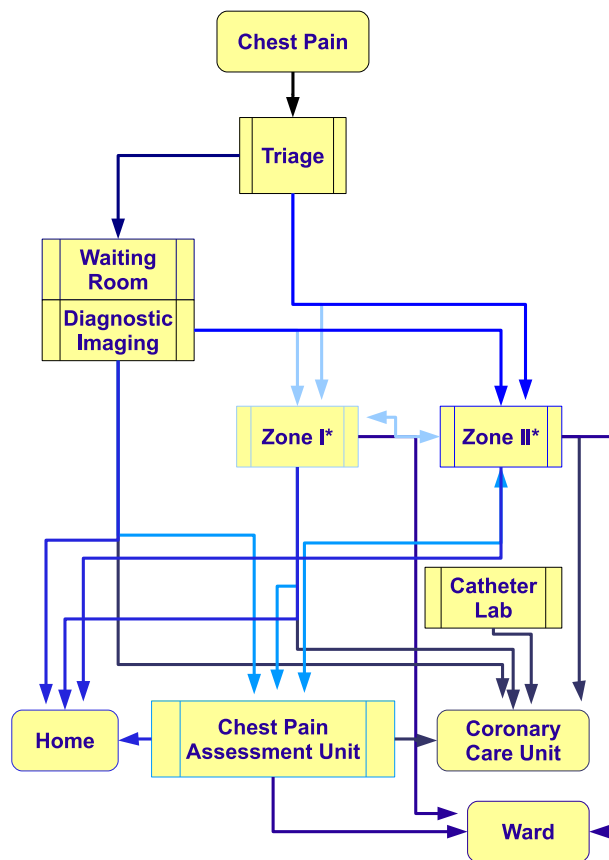 Chest Pain
Triage
Waiting
Room
Diagnostic
Imaging
Zone I*
Zone II*
Catheter
Lab
Home
Chest Pain
Assessment Unit
Coronary
Care Unit
Ward